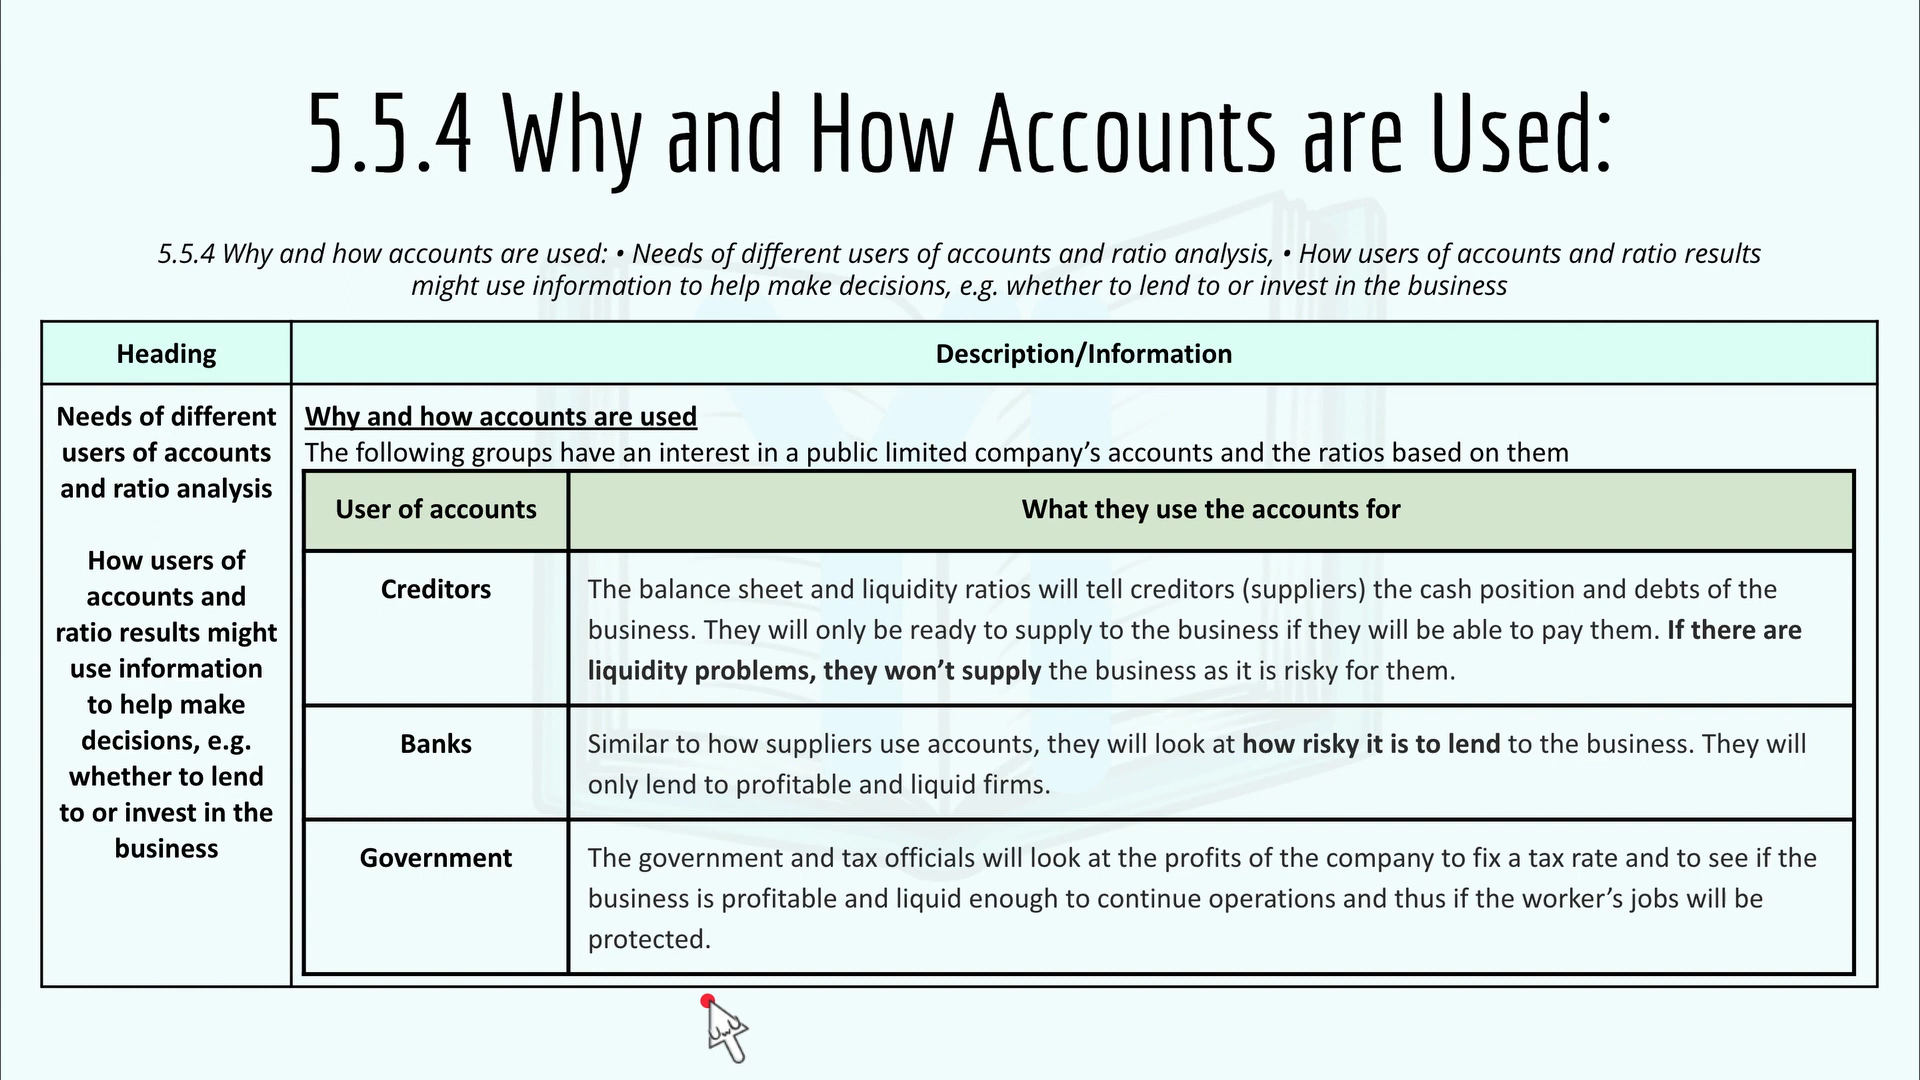 5.5.4 Why and How Accounts are Used:
5.5.4 Why and how accounts are used: • Needs of different users of accounts and ratio analysis, • How users of accounts and ratio results
might use information to help make decisions, e.g. whether to lend to or invest in the business
Heading
Description/Information
Needs of different
users of accounts
and ratio analysis
How users of
accounts and
ratio results might
use information
to help make
decisions, e.g.
whether to lend
to or invest in the
business
Why and how accounts are used
The following groups have an interest in a public limited company’s accounts and the ratios based on them
User of accounts
What they use the accounts for
Creditors
The balance sheet and liquidity ratios will tell creditors (suppliers) the cash position and debts of the
business. They will only be ready to supply to the business if they will be able to pay them. If there are
liquidity problems, they won’t supply the business as it is risky for them.
Banks
Similar to how suppliers use accounts, they will look at how risky it is to lend to the business. They will
only lend to profitable and liquid firms.
Government
The government and tax officials will look at the profits of the company to fix a tax rate and to see if the
business is profitable and liquid enough to continue operations and thus if the worker’s jobs will be
protected.